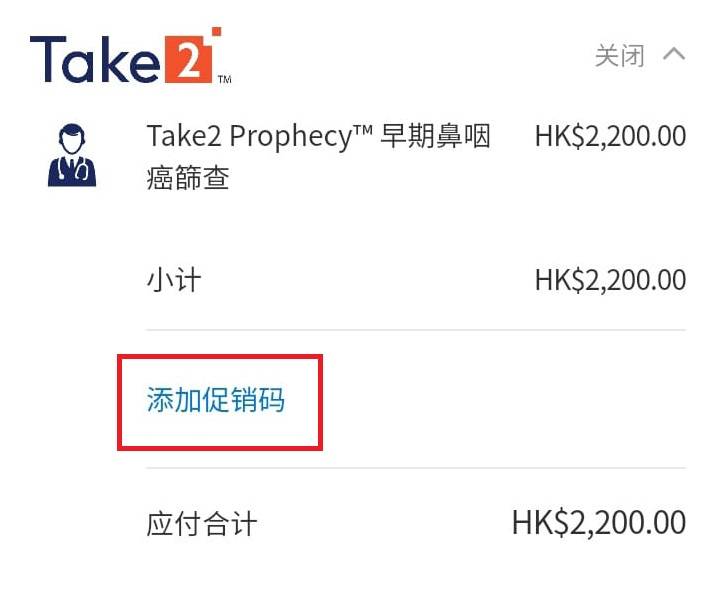 Take2™
关闭
Take2 Prophecy™ 早期鼻咽 HK$2,200.00
癌篩查
小计 HK$2,200.00
添加促销码
应付合计 HK$2,200.00